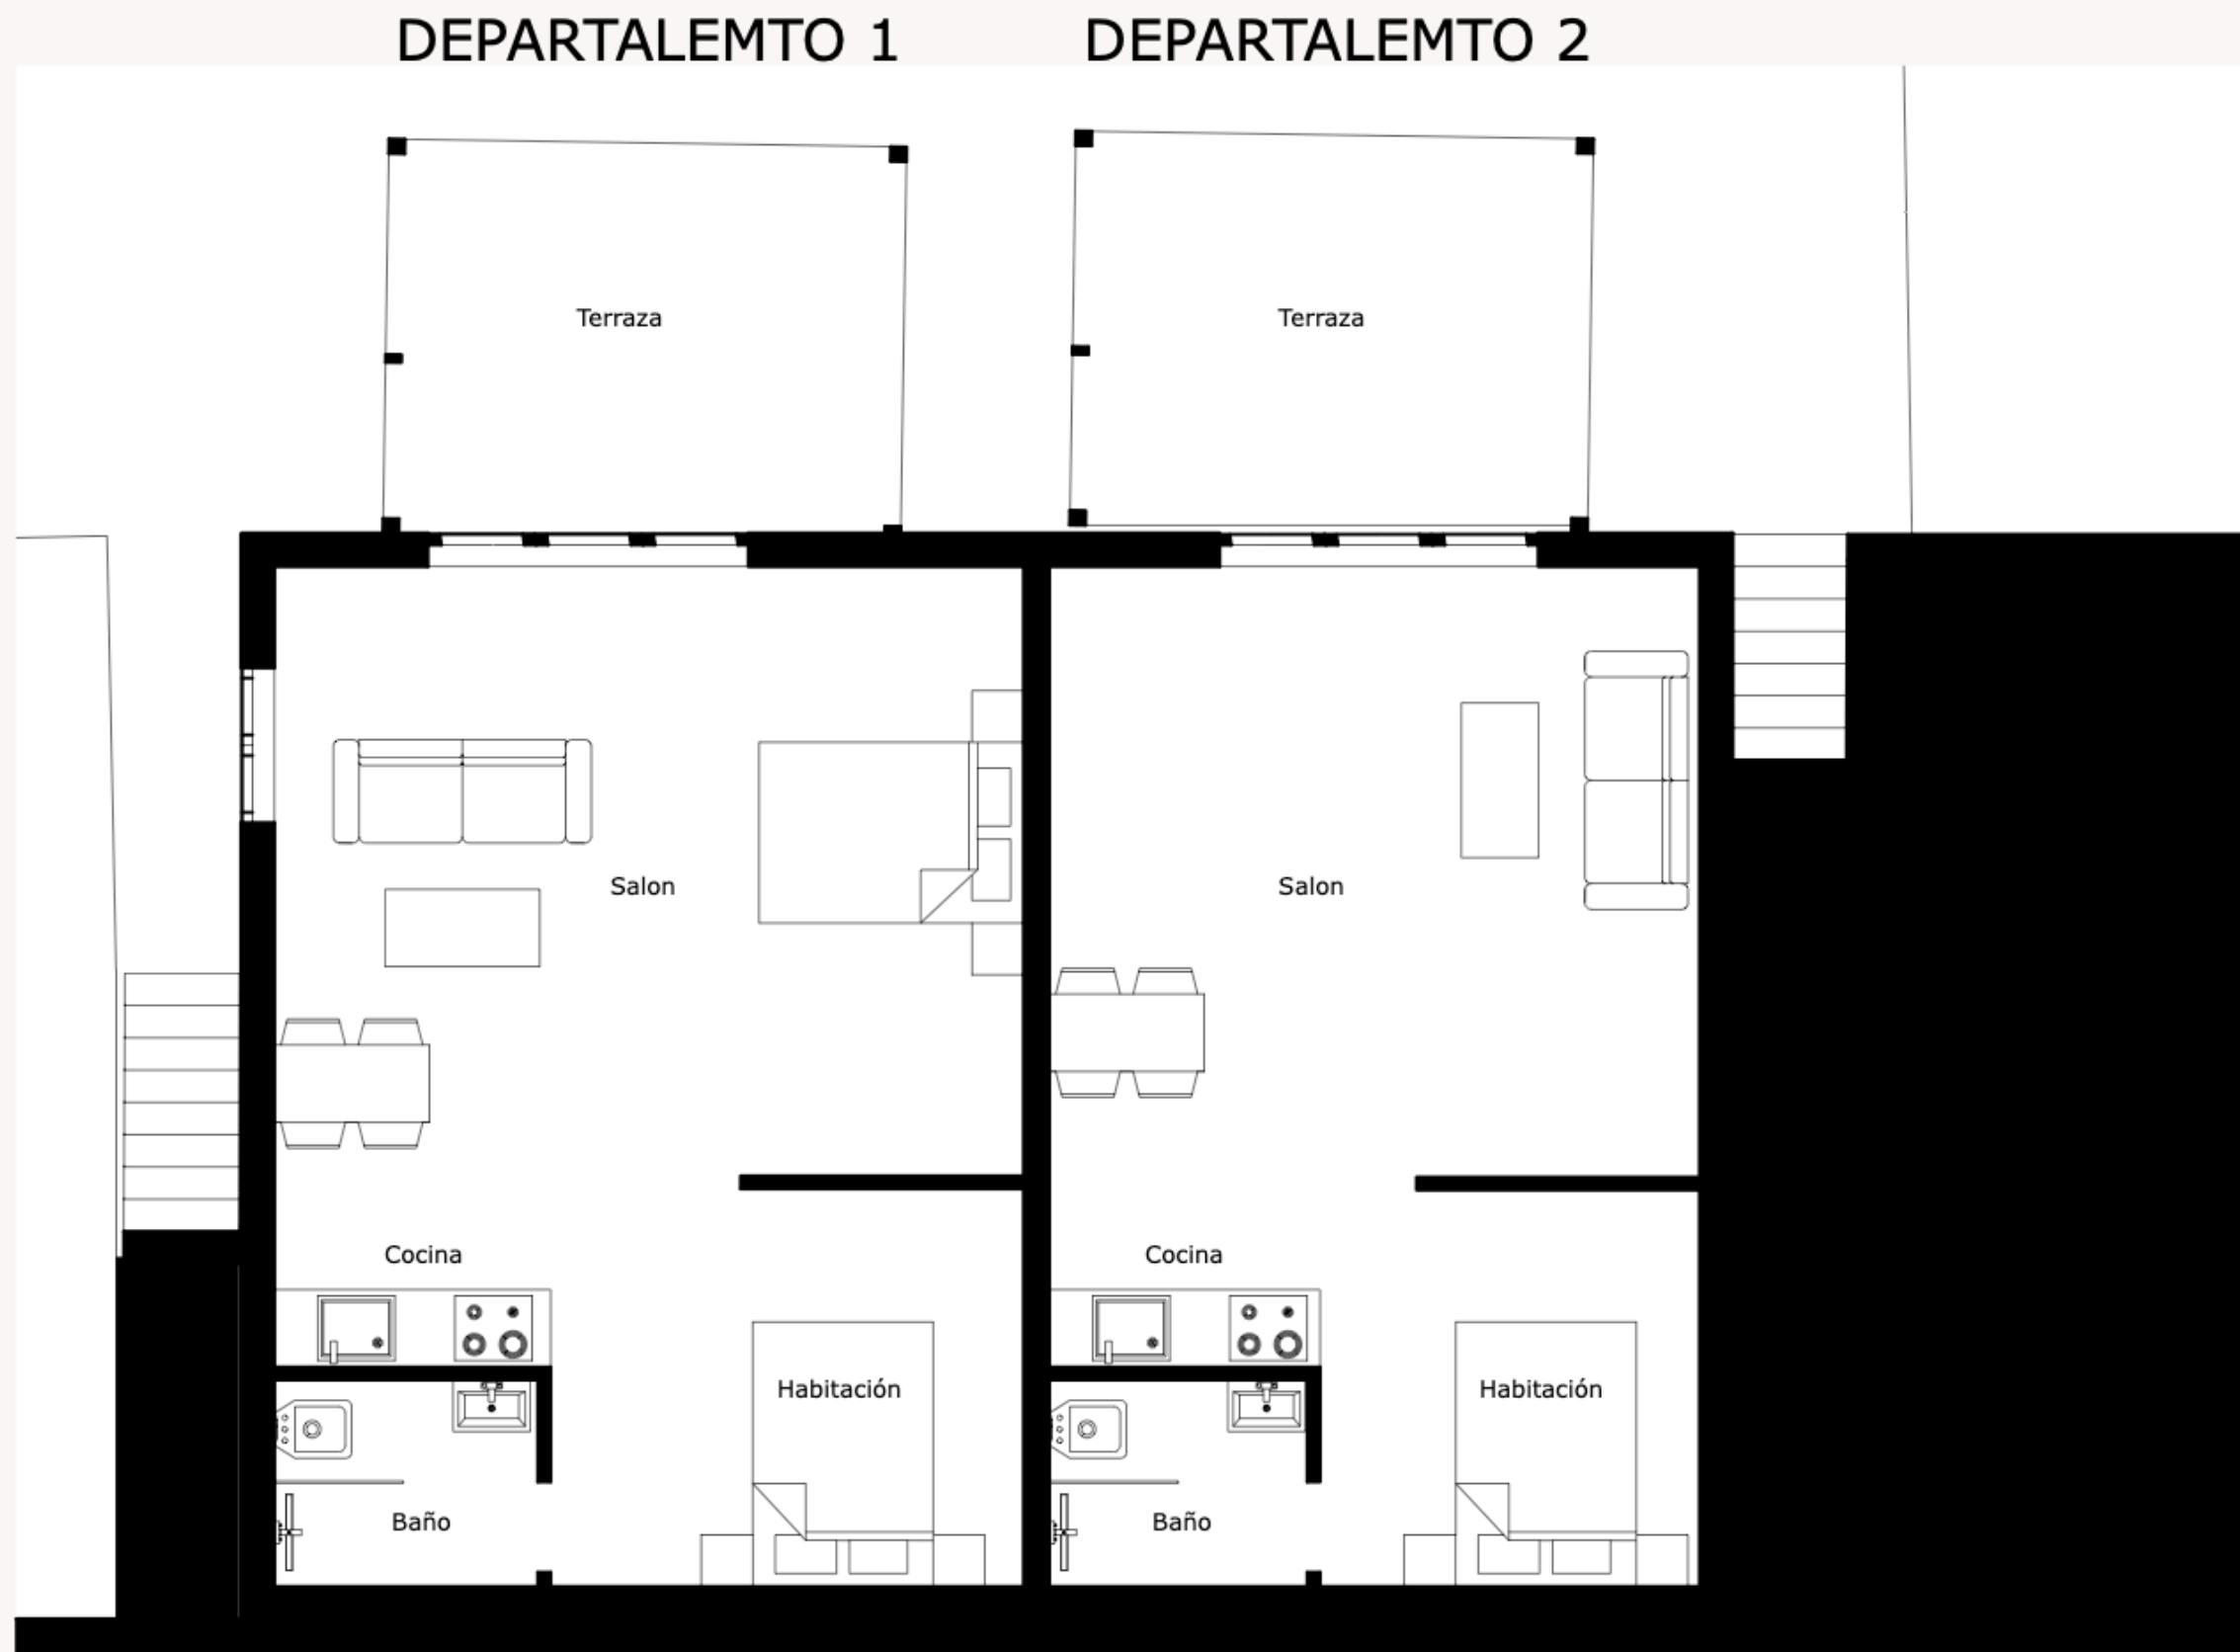 DEPARTALEMTO 1
DEPARTALEMTO 2
Terraza
Terraza
Salon
Salon
Cocina
Cocina
Habitación
Habitación
Baño
Baño